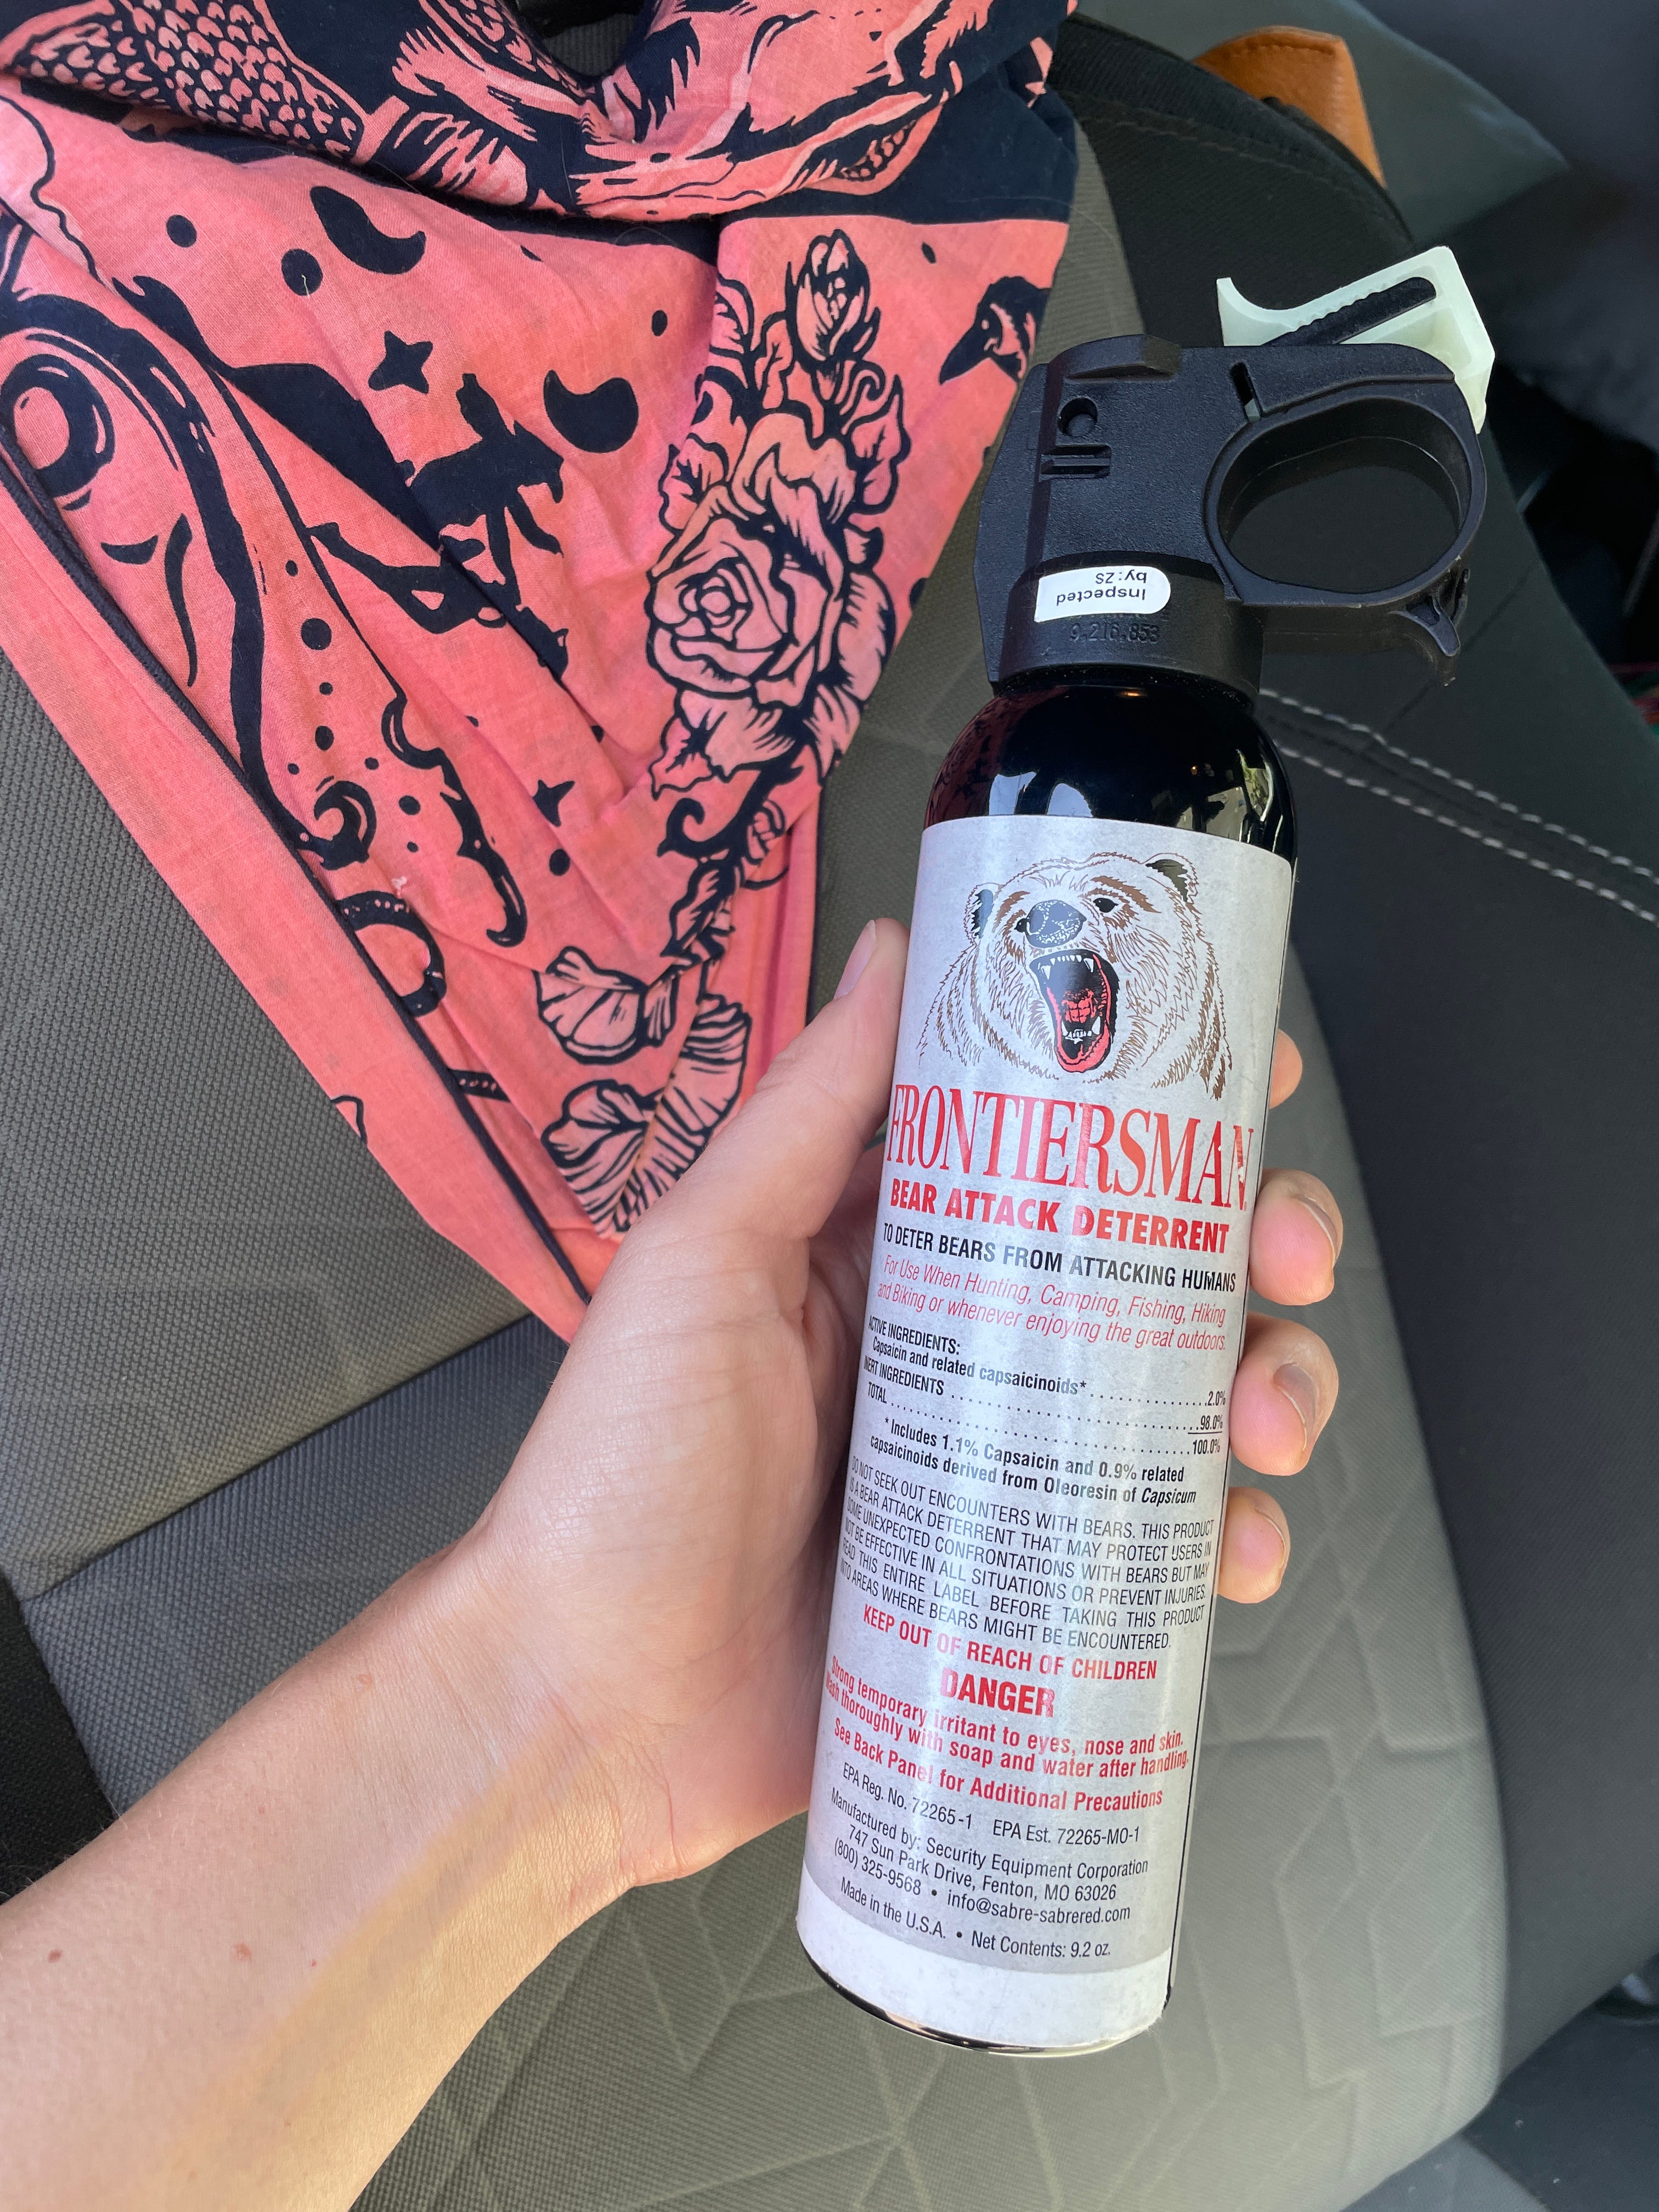 Inspected
by: ZS
9,216,853
FRONTIERSMAN
BEAR ATTACK DETERRENT
TO DETER BEARS FROM ATTACKING HUMANS
For Use When Hunting, Camping, Fishing, Hiking
and Biking or whenever enjoying the great outdoors.
ACTIVE INGREDIENTS:
Capsaicin and related capsaicinoids*..................2.0%
INERT INGREDIENTS..................98.0%
TOTAL..................100.0%
* Includes 1.1% Capsaicin and 0.9% related
capsaicinoids derived from Oleoresin of Capsicum
DO NOT SEEK OUT ENCOUNTERS WITH BEARS. THIS PRODUCT
IS A BEAR ATTACK DETERRENT THAT MAY PROTECT USERS IN
SOME UNEXPECTED CONFRONTATIONS WITH BEARS BUT MAY
NOT BE EFFECTIVE IN ALL SITUATIONS OR PREVENT INJURIES.
READ THIS ENTIRE LABEL BEFORE TAKING THIS PRODUCT
INTO AREAS WHERE BEARS MIGHT BE ENCOUNTERED.
KEEP OUT OF REACH OF CHILDREN
DANGER
Strong temporary irritant to eyes, nose and skin.
Wash thoroughly with soap and water after handling.
See Back Panel for Additional Precautions
EPA Reg. No. 72265-1 EPA Est. 72265-MO-1
Manufactured by: Security Equipment Corporation
747 Sun Park Drive, Fenton, MO 63026
(800) 325-9568 • info@sabre-sabrered.com
Made in the U.S.A. • Net Contents: 9.2 oz.